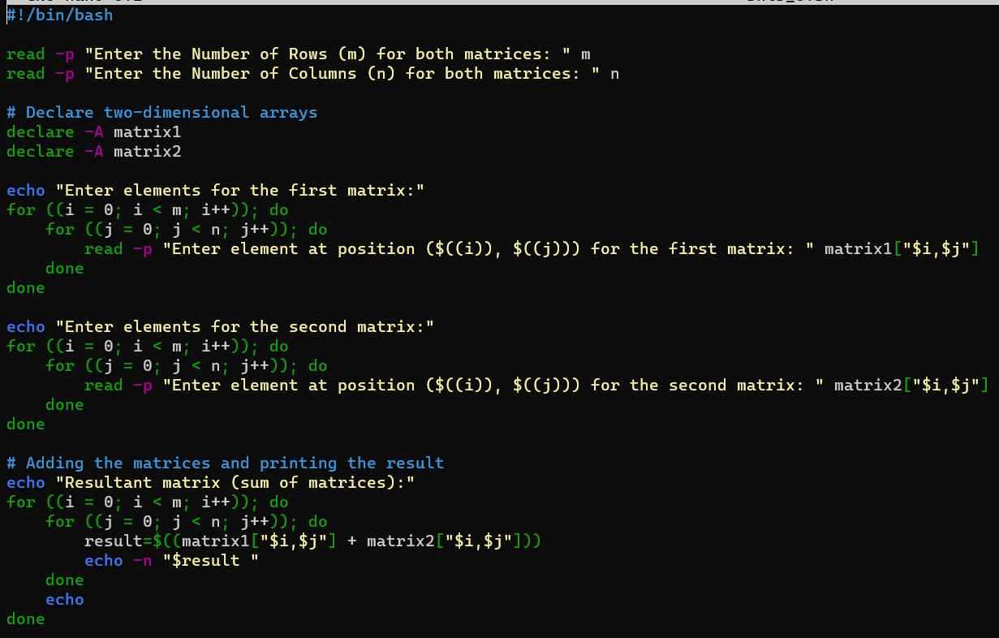 #!/bin/bash

read -p "Enter the Number of Rows (m) for both matrices: " m
read -p "Enter the Number of Columns (n) for both matrices: " n

# Declare two-dimensional arrays
declare -A matrix1
declare -A matrix2

echo "Enter elements for the first matrix:"
for ((i = 0; i < m; i++)); do
    for ((j = 0; j < n; j++)); do
        read -p "Enter element at position ($((i)), $((j))) for the first matrix: " matrix1["$i,$j"]
    done
done

echo "Enter elements for the second matrix:"
for ((i = 0; i < m; i++)); do
    for ((j = 0; j < n; j++)); do
        read -p "Enter element at position ($((i)), $((j))) for the second matrix: " matrix2["$i,$j"]
    done
done

# Adding the matrices and printing the result
echo "Resultant matrix (sum of matrices):"
for ((i = 0; i < m; i++)); do
    for ((j = 0; j < n; j++)); do
        result=$((matrix1["$i,$j"] + matrix2["$i,$j"]))
        echo -n "$result "
    done
    echo
done